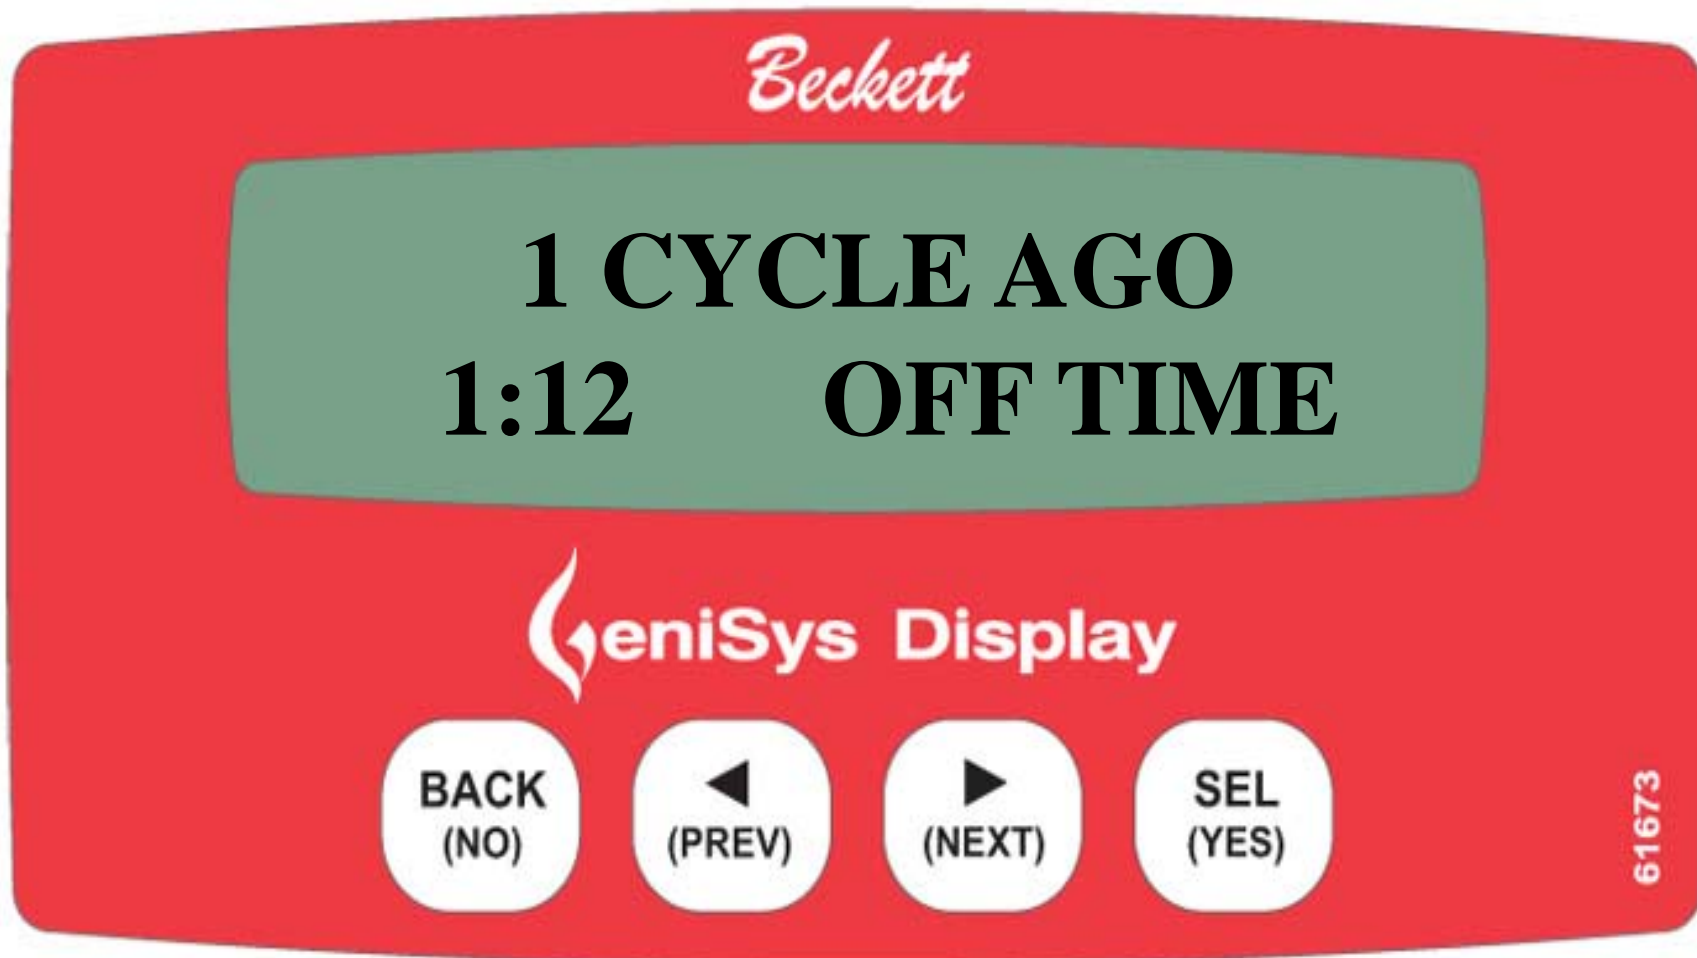 Beckett
1 CYCLE AGO
1:12 OFF TIME
GeniSys Display
BACK
(NO)
◀
(PREV)
▶
(NEXT)
SEL
(YES)
61673